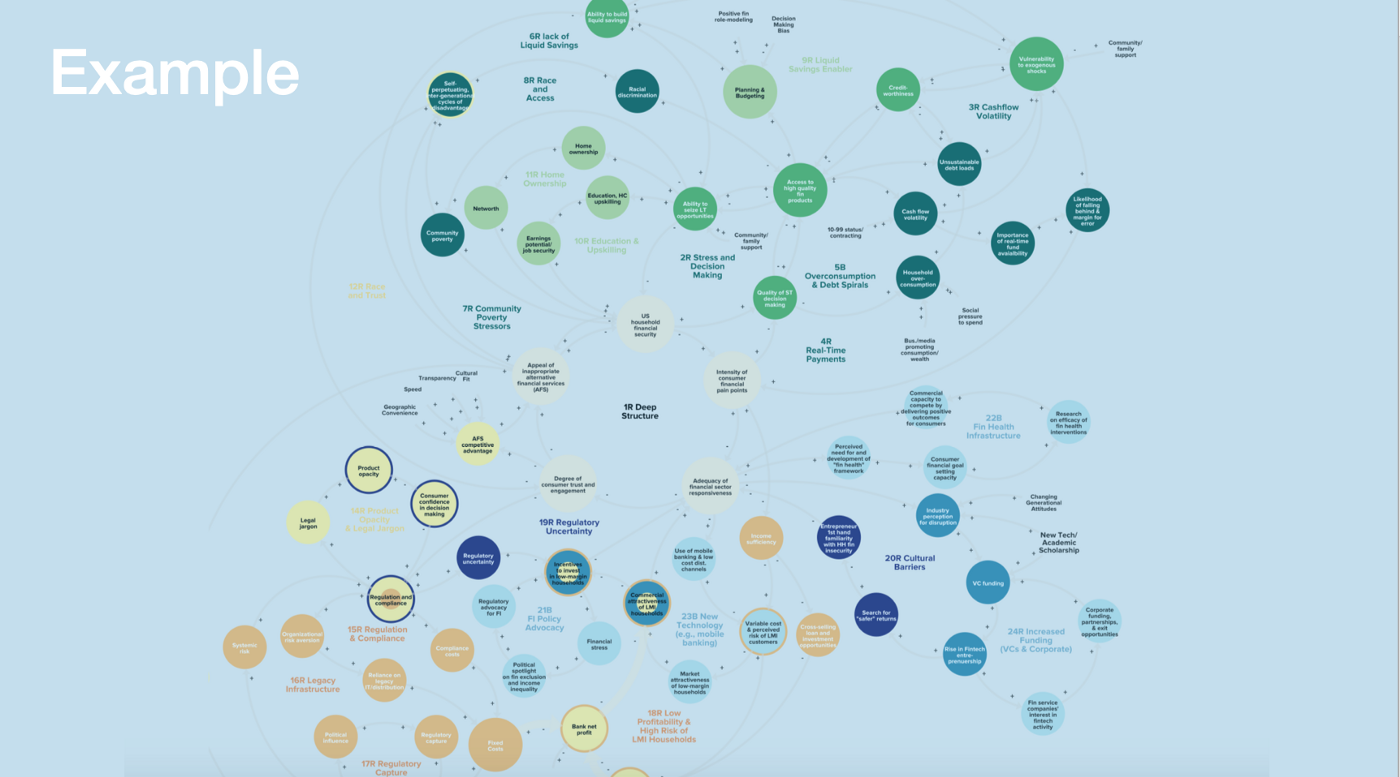 Example
Ability to build
liquid savings
Positive fin
role-modeling
Decision
Making
Bias
6R lack of
Liquid Savings
9R Liquid
Savings Enabler
Community/
family
support
Vulnerability
to exogenous
shocks
8R Race
and
Access
Self-
perpetuating,
inter-generational
cycles of
disadvantage
Racial
discrimination
Planning &
Budgeting
Credit-
worthiness
3R Cashflow
Volatility
Home
ownership
Unsustainable
debt loads
11R Home
Ownership
Access to
high quality
fin
products
Education, HC
upskilling
Networth
Ability to
seize LT
opportunities
Cash flow
volatility
Likelihood
of falling
behind &
margin for
error
Community
poverty
Earnings
potential/
job security
10R Education &
Upskilling
Community/
family
support
10-99 status/
contracting
Importance
of real-time
fund
avaialbility
2R Stress and
Decision
Making
5B
Overconsumption
& Debt Spirals
Household
over-
consumption
12R Race
and Trust
Quality of ST
decision
making
7R Community
Poverty
Stressors
US
household
financial
security
Social
pressure
to spend
4R
Real-Time
Payments
Bus./media
promoting
consumption/
wealth
Appeal of
inappropriate
alternative
financial services
(AFS)
Intensity of
consumer
financial
pain points
Cultural
Fit
Transparency
Speed
Geographic
Convenience
1R Deep
Structure
Commercial
capacity to
compete by
delivering positive
outcomes
for consumers
22B
Fin Health
Infrastructure
Research
on efficacy of
fin health
interventions
AFS
competitive
advantage
Perceived
need for and
development of
"fin health"
framework
Consumer
financial goal
setting
capacity
Product
opacity
Degree of
consumer trust and
engagement
Adequacy of
financial sector
responsiveness
Consumer
confidence
in decision
making
Legal
jargon
Product
Opacity
& Legal Jargon
19R Regulatory
Uncertainty
Income
sufficiency
Entrepreneur
1st hand
familiarity
with HH fin
insecurity
Industry
perception
for disruption
Changing
Generational
Attitudes
New Tech/
Academic
Scholarship
Regulatory
uncertainty
Incentives
to invest
in low-margin
households
Use of mobile
banking & low
cost dist.
channels
20R Cultural
Barriers
VC funding
Regulation and
compliance
Regulatory
advocacy
for FI
21B
FI Policy
Advocacy
Commercial
attractiveness
of LMI
households
23B New
Technology
(e.g., mobile
banking)
Variable cost
& perceived
risk of LMI
customers
Cross-selling
loan and
investment
opportunities
Search for
"safer" returns
Corporate
funding,
partnerships,
& exit
opportunities
Systemic
risk
Organizational
risk aversion
15R Regulation
& Compliance
Compliance
costs
Financial
stress
24R Increased
Funding
(VCs & Corporate)
Rise in Fintech
entre-
prenuership
16R Legacy
Infrastructure
Reliance on
legacy
IT/distribution
Political
spotlight
on fin exclusion
and income
inequality
Market
attractiveness
of low-margin
households
Fin service
companies'
interest in
fintech
activity
18R Low
Profitability &
High Risk of
LMI Households
Political
Influence
Regulatory
capture
Fixed
Costs
Bank net
profit
17R Regulatory
Capture